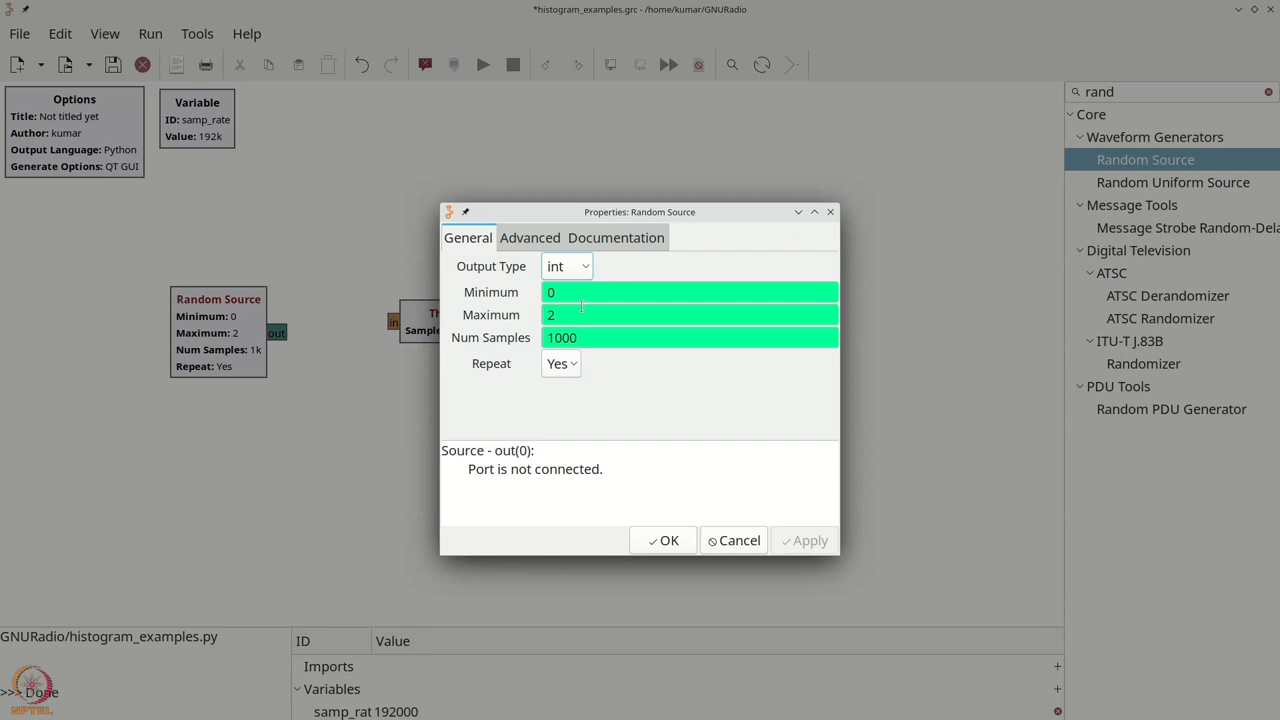 *histogram_examples.grc - /home/kumar/GNURadio
File Edit View Run Tools Help
Options
Title: Not titled yet
Author: kumar
Output Language: Python
Generate Options: QT GUI
Variable
ID: samp_rate
Value: 192k
rand
Core
Waveform Generators
Random Source
Random Uniform Source
Message Tools
Message Strobe Random-Dela
Digital Television
ATSC
ATSC Derandomizer
ATSC Randomizer
ITU-T J.83B
Randomizer
PDU Tools
Random PDU Generator
Random Source
Minimum: 0
Maximum: 2
Num Samples: 1k
Repeat: Yes
out
in
Th
Sample
Properties: Random Source
General Advanced Documentation
Output Type int
Minimum 0
Maximum 2
Num Samples 1000
Repeat Yes
Source - out(0):
Port is not connected.
OK Cancel Apply
GNURadio/histogram_examples.py
>>> Done
NPTEL
ID Value
Imports
Variables
samp_rat 192000